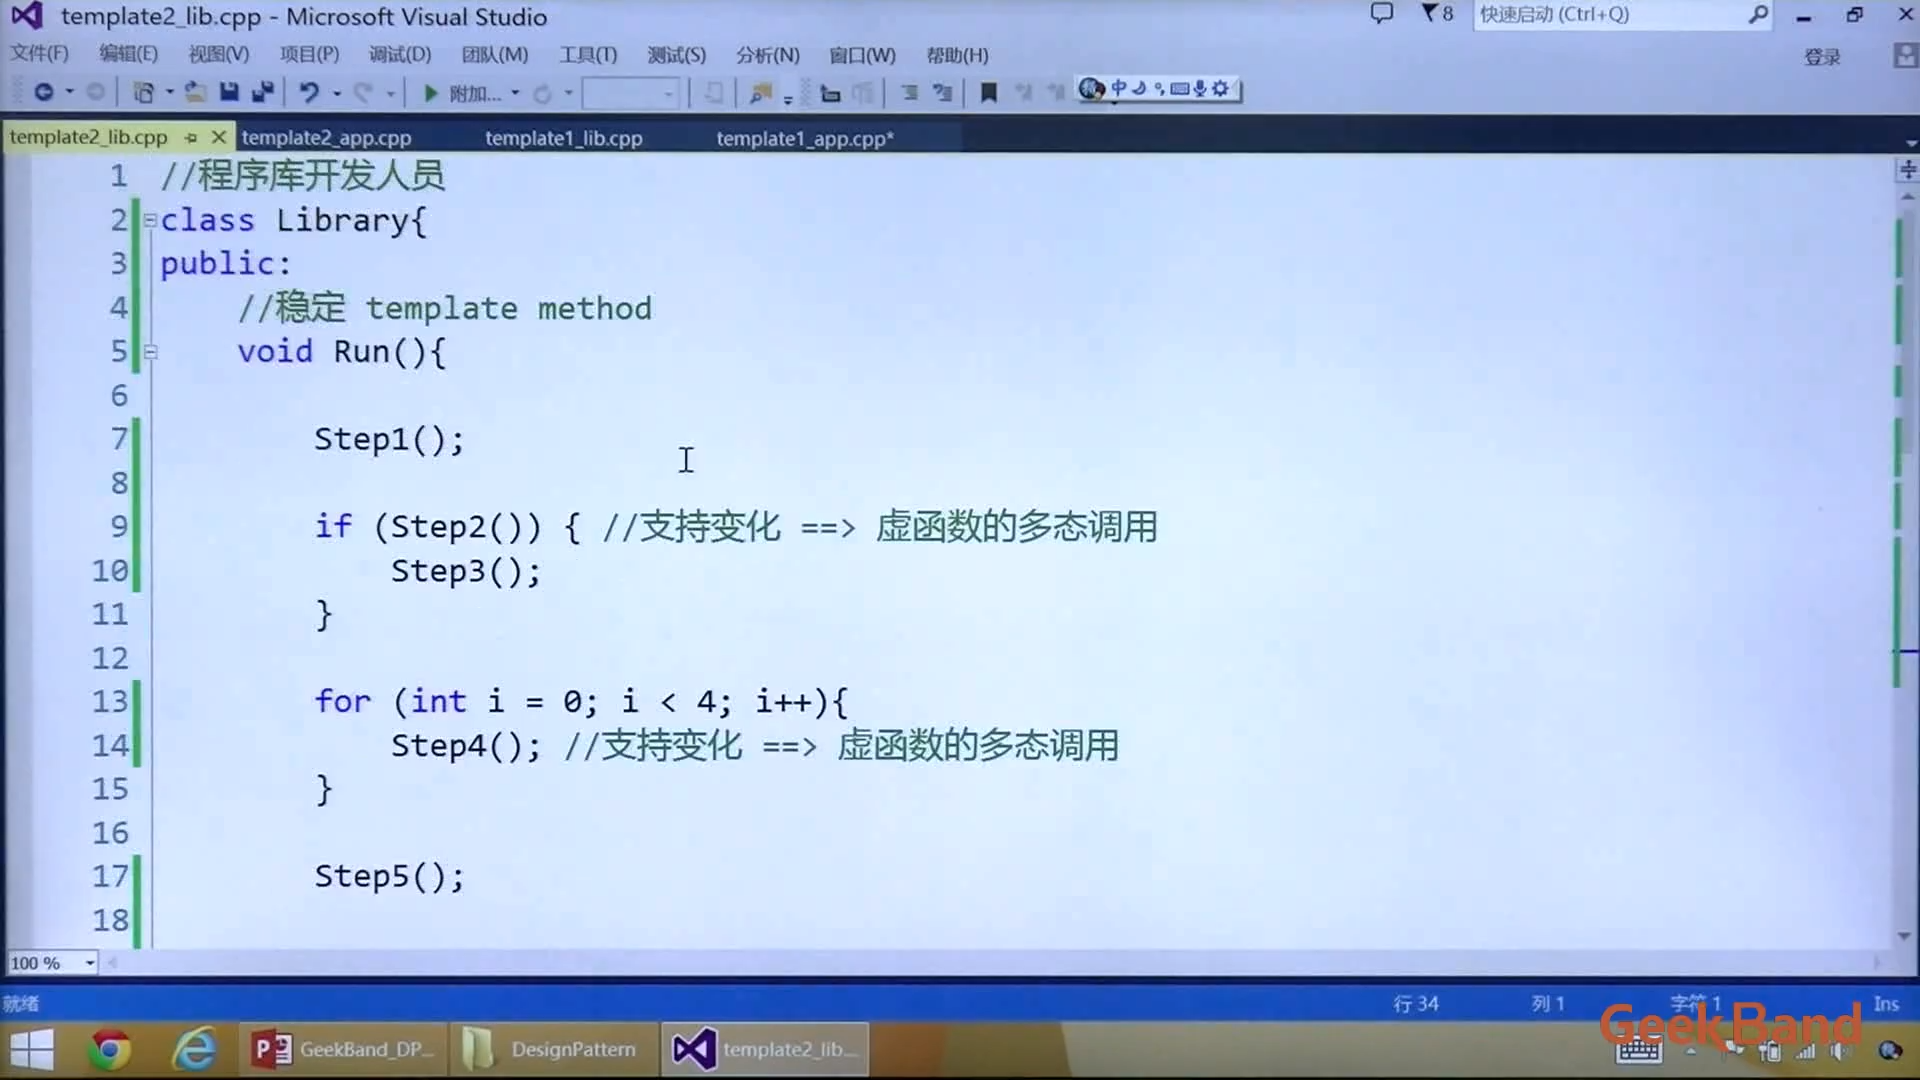 template2_lib.cpp - Microsoft Visual Studio
8
快速启动 (Ctrl+Q)
文件(F) 编辑(E) 视图(V) 项目(P) 调试(D) 团队(M) 工具(T) 测试(S) 分析(N) 窗口(W) 帮助(H)
登录
附加...
中
template2_lib.cpp template2_app.cpp template1_lib.cpp template1_app.cpp*
1 //程序库开发人员
2 class Library{
3 public:
4 //稳定 template method
5 void Run(){
6
7 Step1();
8
9 if (Step2()) { //支持变化 ==> 虚函数的多态调用
10 Step3();
11 }
12
13 for (int i = 0; i < 4; i++){
14 Step4(); //支持变化 ==> 虚函数的多态调用
15 }
16
17 Step5();
18
100 %
就绪 行 34 列 1 字符 1 Ins
GeekBand
GeekBand_DP... DesignPattern template2_lib...